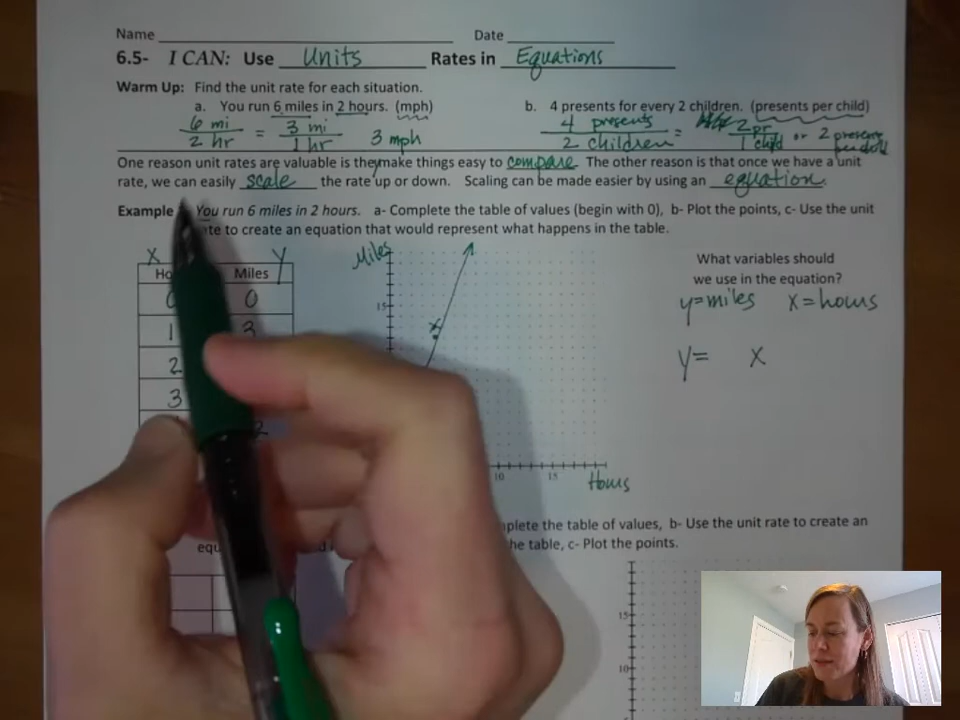 Name Date
6.5- I CAN: Use Units Rates in Equations
Warm Up: Find the unit rate for each situation.
a. You run 6 miles in 2 hours. (mph)
6 mi / 2 hr = 3 mi / 1 hr 3 mph
b. 4 presents for every 2 children. (presents per child)
4 presents / 2 children = 2 pr / 1 child or 2 presents
One reason unit rates are valuable is they make things easy to compare The other reason is that once we have a unit
rate, we can easily scale the rate up or down. Scaling can be made easier by using an equation.
Example You run 6 miles in 2 hours. a- Complete the table of values (begin with 0), b- Plot the points, c- Use the unit
to create an equation that would represent what happens in the table.
X Y
Miles
0 0
1 3
2
3
2
Miles
15
x
10 15
Hours
What variables should
we use in the equation?
y=miles x=hours
y= x
the table of values, b- Use the unit rate to create an
the table, c- Plot the points.
15
10